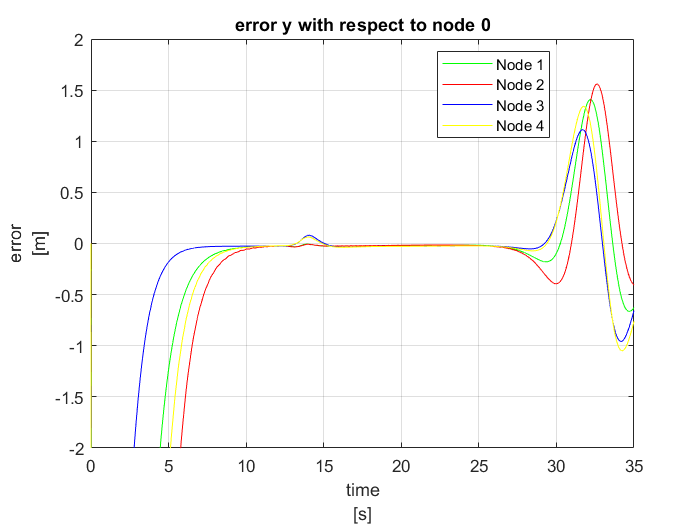 error y with respect to node 0
2
1.5
1
0.5
0
-0.5
-1
-1.5
-2
error
[m]
Node 1
Node 2
Node 3
Node 4
0 5 10 15 20 25 30 35
time
[s]